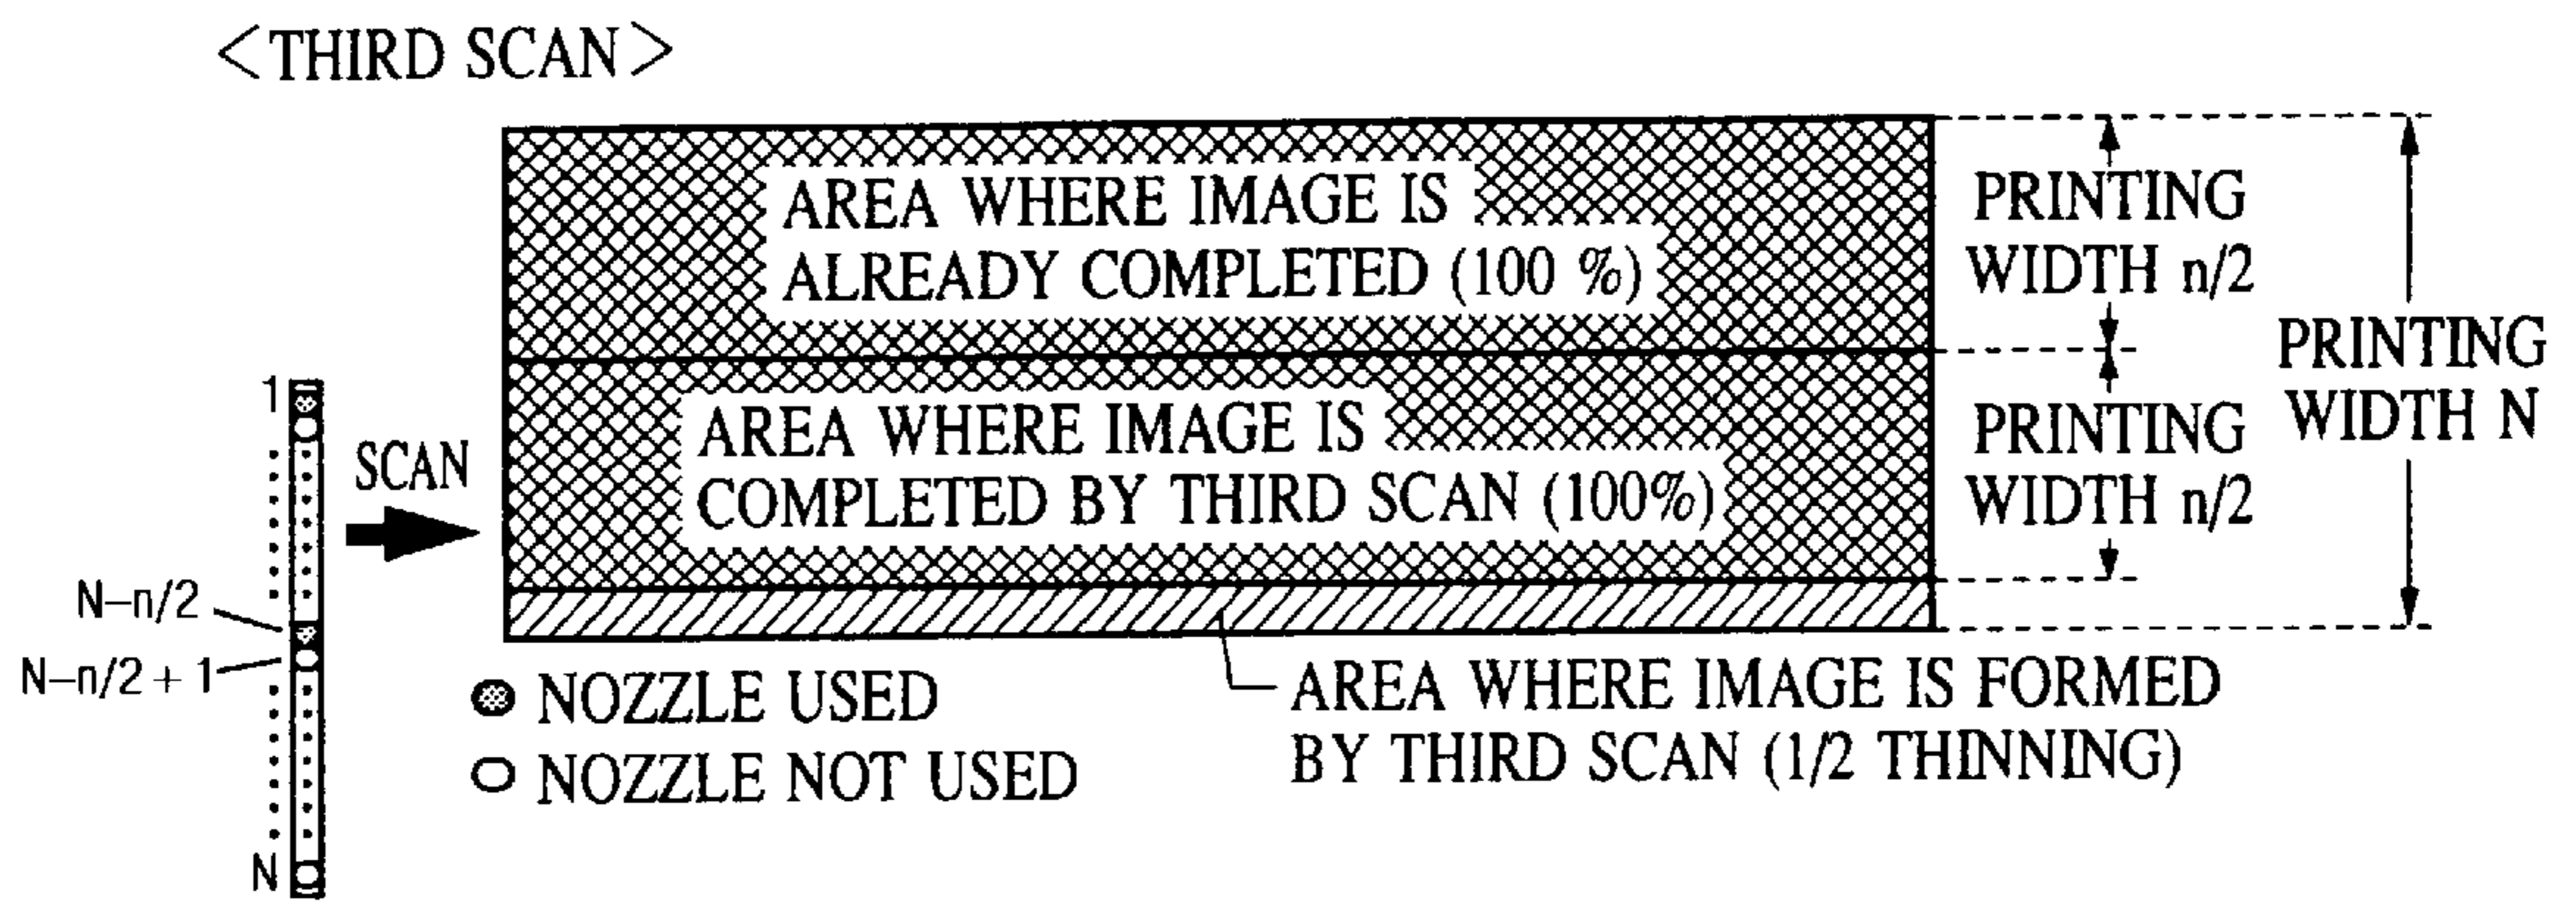 <THIRD SCAN>
AREA WHERE IMAGE IS
ALREADY COMPLETED (100 %)
PRINTING
WIDTH n/2
PRINTING
WIDTH N
1
SCAN
AREA WHERE IMAGE IS
COMPLETED BY THIRD SCAN (100%)
PRINTING
WIDTH n/2
N–n/2
N–n/2 + 1
N
NOZZLE USED
NOZZLE NOT USED
AREA WHERE IMAGE IS FORMED
BY THIRD SCAN (1/2 THINNING)